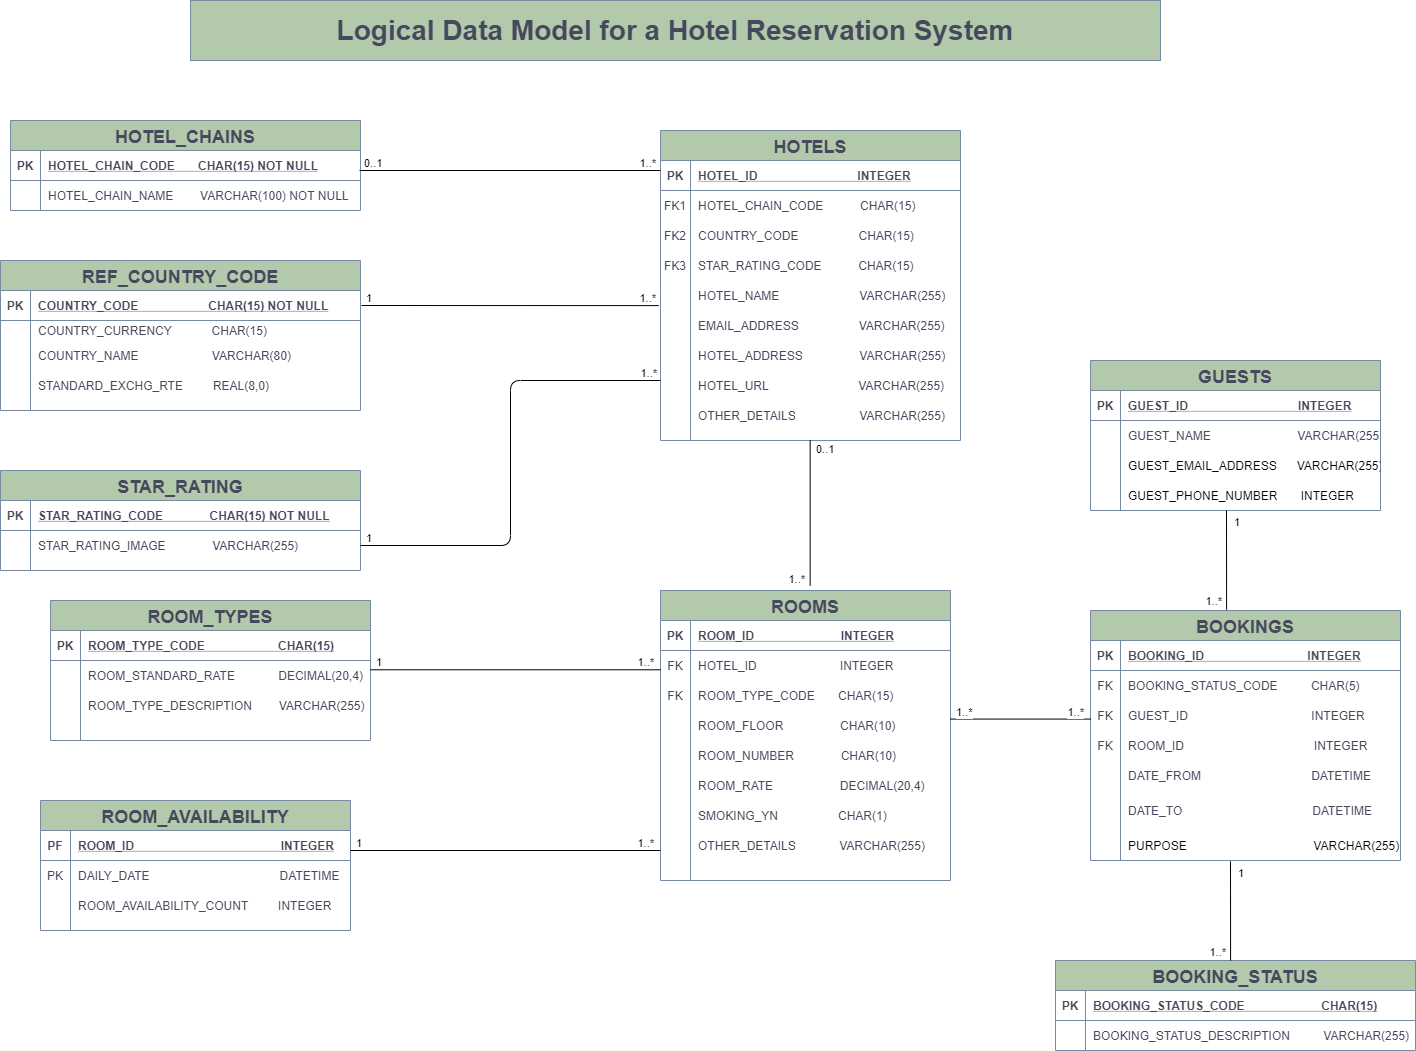 Logical Data Model for a Hotel Reservation System
HOTEL_CHAINS
PK HOTEL_CHAIN_CODE CHAR(15) NOT NULL
HOTEL_CHAIN_NAME VARCHAR(100) NOT NULL
0..1 1..*
HOTELS
PK HOTEL_ID INTEGER
FK1 HOTEL_CHAIN_CODE CHAR(15)
FK2 COUNTRY_CODE CHAR(15)
FK3 STAR_RATING_CODE CHAR(15)
HOTEL_NAME VARCHAR(255)
EMAIL_ADDRESS VARCHAR(255)
HOTEL_ADDRESS VARCHAR(255)
HOTEL_URL VARCHAR(255)
OTHER_DETAILS VARCHAR(255)
REF_COUNTRY_CODE
PK COUNTRY_CODE CHAR(15) NOT NULL
COUNTRY_CURRENCY CHAR(15)
COUNTRY_NAME VARCHAR(80)
STANDARD_EXCHG_RTE REAL(8,0)
1 1..*
STAR_RATING
PK STAR_RATING_CODE CHAR(15) NOT NULL
STAR_RATING_IMAGE VARCHAR(255)
1 1..*
0..1
1..*
GUESTS
PK GUEST_ID INTEGER
GUEST_NAME VARCHAR(255
GUEST_EMAIL_ADDRESS VARCHAR(255)
GUEST_PHONE_NUMBER INTEGER
1
1..*
ROOM_TYPES
PK ROOM_TYPE_CODE CHAR(15)
ROOM_STANDARD_RATE DECIMAL(20,4)
ROOM_TYPE_DESCRIPTION VARCHAR(255)
1 1..*
ROOMS
PK ROOM_ID INTEGER
FK HOTEL_ID INTEGER
FK ROOM_TYPE_CODE CHAR(15)
ROOM_FLOOR CHAR(10)
ROOM_NUMBER CHAR(10)
ROOM_RATE DECIMAL(20,4)
SMOKING_YN CHAR(1)
OTHER_DETAILS VARCHAR(255)
1..* 1..*
BOOKINGS
PK BOOKING_ID INTEGER
FK BOOKING_STATUS_CODE CHAR(5)
FK GUEST_ID INTEGER
FK ROOM_ID INTEGER
DATE_FROM DATETIME
DATE_TO DATETIME
PURPOSE VARCHAR(255)
ROOM_AVAILABILITY
PF ROOM_ID INTEGER
PK DAILY_DATE DATETIME
ROOM_AVAILABILITY_COUNT INTEGER
1 1..*
1
1..*
BOOKING_STATUS
PK BOOKING_STATUS_CODE CHAR(15)
BOOKING_STATUS_DESCRIPTION VARCHAR(255)